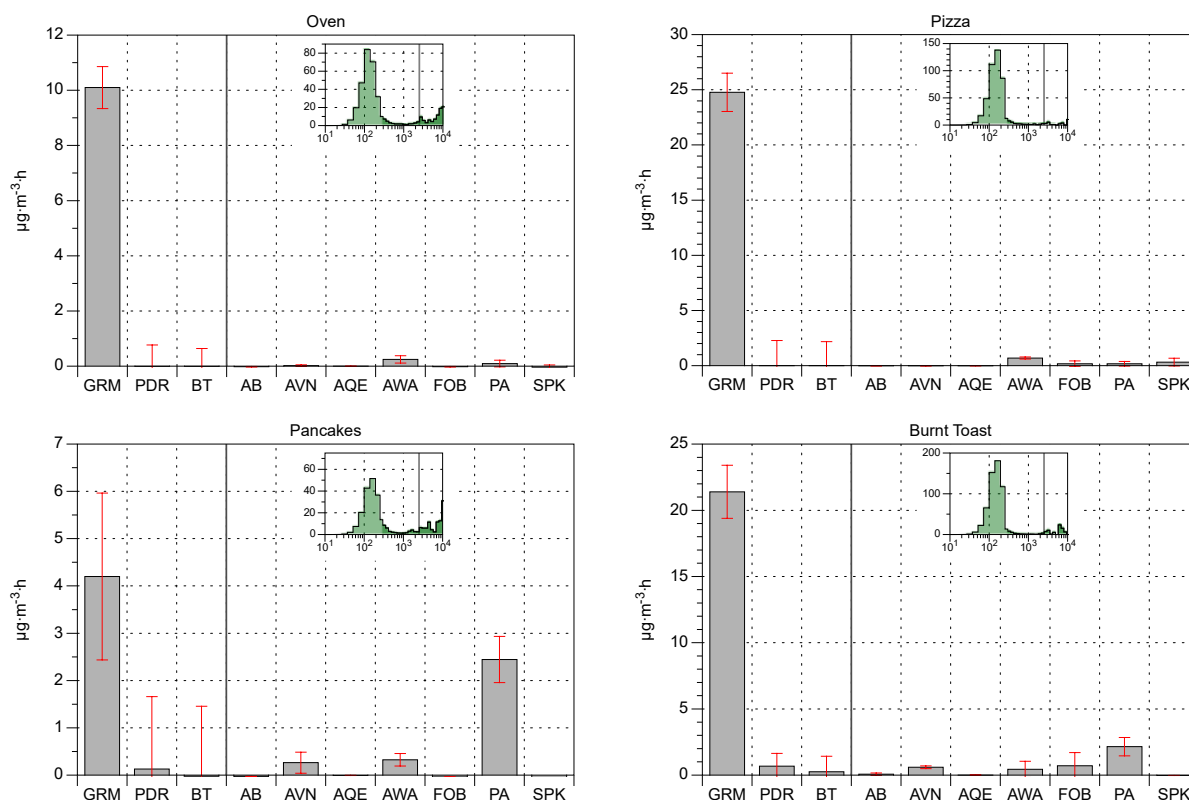 Oven
12
10
8
6
4
2
0
µg·m⁻³·h
80
60
40
20
0
10¹ 10² 10³ 10⁴
GRM PDR BT AB AVN AQE AWA FOB PA SPK
Pizza
30
25
20
15
10
5
0
µg·m⁻³·h
150
100
50
0
10¹ 10² 10³ 10⁴
GRM PDR BT AB AVN AQE AWA FOB PA SPK
Pancakes
7
6
5
4
3
2
1
0
µg·m⁻³·h
60
40
20
0
10¹ 10² 10³ 10⁴
GRM PDR BT AB AVN AQE AWA FOB PA SPK
Burnt Toast
25
20
15
10
5
0
µg·m⁻³·h
200
100
0
10¹ 10² 10³ 10⁴
GRM PDR BT AB AVN AQE AWA FOB PA SPK